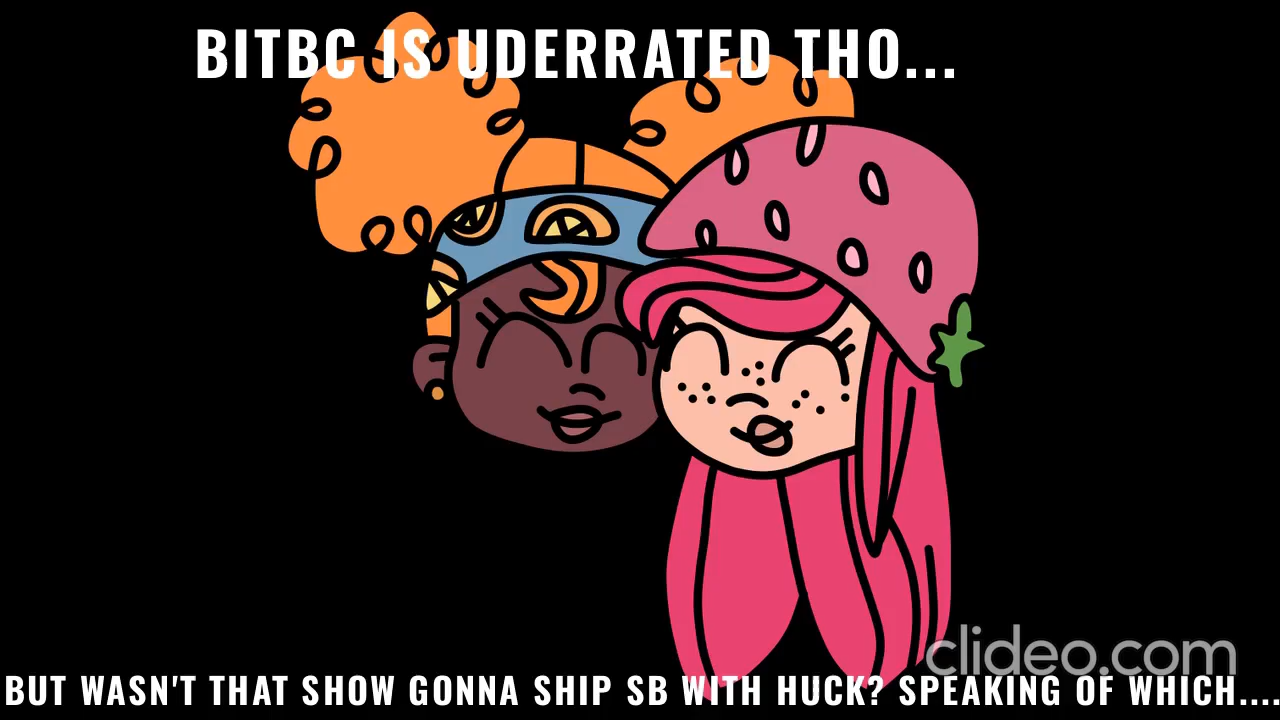 BITBC IS UDERRATED THO...
clideo.com
BUT WASN'T THAT SHOW GONNA SHIP SB WITH HUCK? SPEAKING OF WHICH....